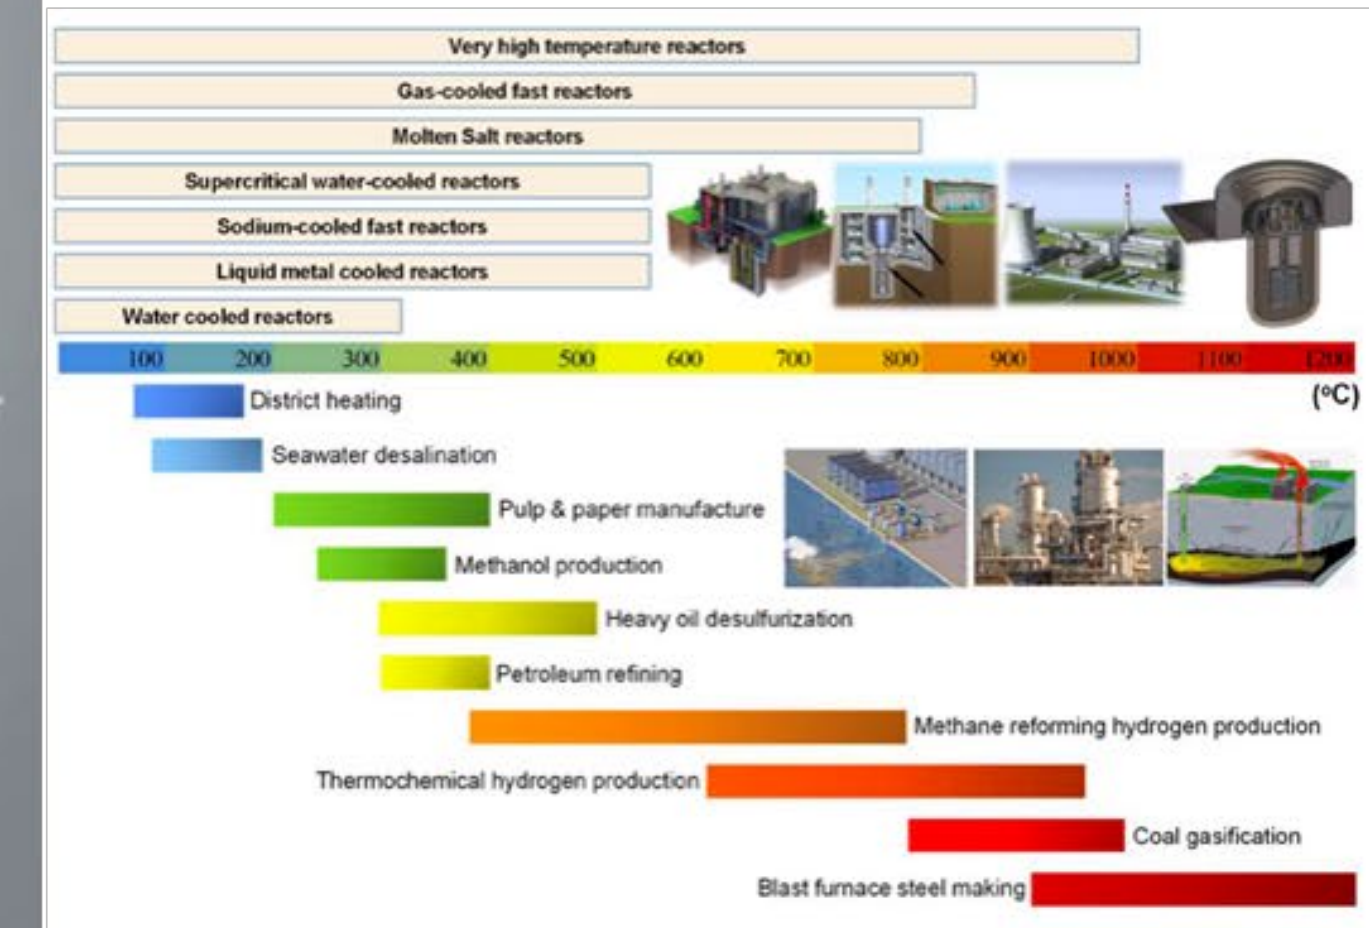 Very high temperature reactors
Gas-cooled fast reactors
Molten Salt reactors
Supercritical water-cooled reactors
Sodium-cooled fast reactors
Liquid metal cooled reactors
Water cooled reactors
100 200 300 400 500 600 700 800 900 1000 1100 1200
(°C)
District heating
Seawater desalination
Pulp & paper manufacture
Methanol production
Heavy oil desulfurization
Petroleum refining
Methane reforming hydrogen production
Thermochemical hydrogen production
Coal gasification
Blast furnace steel making